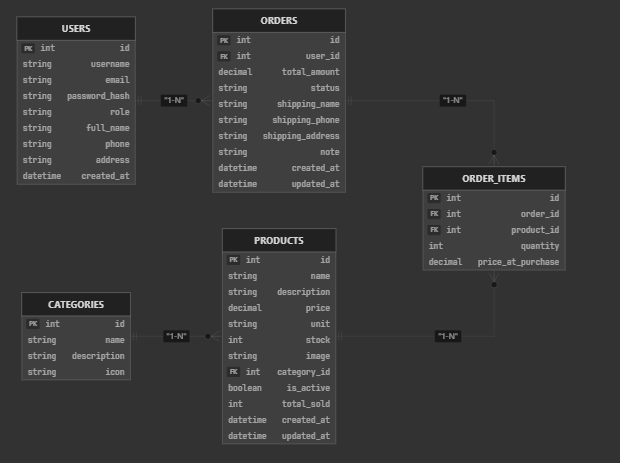 USERS
PK int id
string username
string email
string password_hash
string role
string full_name
string phone
string address
datetime created_at
"1-N"
ORDERS
PK int id
FK int user_id
decimal total_amount
string status
string shipping_name
string shipping_phone
string shipping_address
string note
datetime created_at
datetime updated_at
"1-N"
ORDER_ITEMS
PK int id
FK int order_id
FK int product_id
int quantity
decimal price_at_purchase
CATEGORIES
PK int id
string name
string description
string icon
"1-N"
PRODUCTS
PK int id
string name
string description
decimal price
string unit
int stock
string image
FK int category_id
boolean is_active
int total_sold
datetime created_at
datetime updated_at
"1-N"